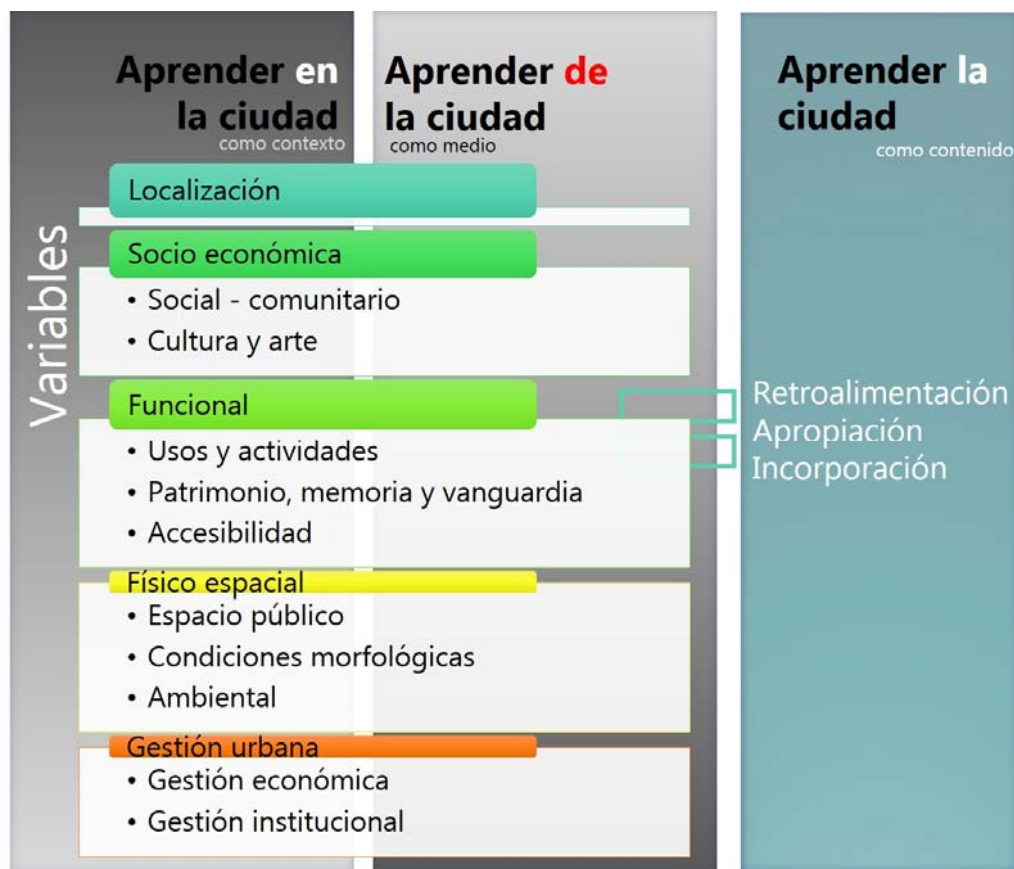 Aprender en
la ciudad
como contexto
Aprender de
la ciudad
como medio
Aprender la
ciudad
como contenido
Variables
Localización
Socio económica
• Social - comunitario
• Cultura y arte
Funcional
• Usos y actividades
• Patrimonio, memoria y vanguardia
• Accesibilidad
Físico espacial
• Espacio público
• Condiciones morfológicas
• Ambiental
Gestión urbana
• Gestión económica
• Gestión institucional
Retroalimentación
Apropiación
Incorporación